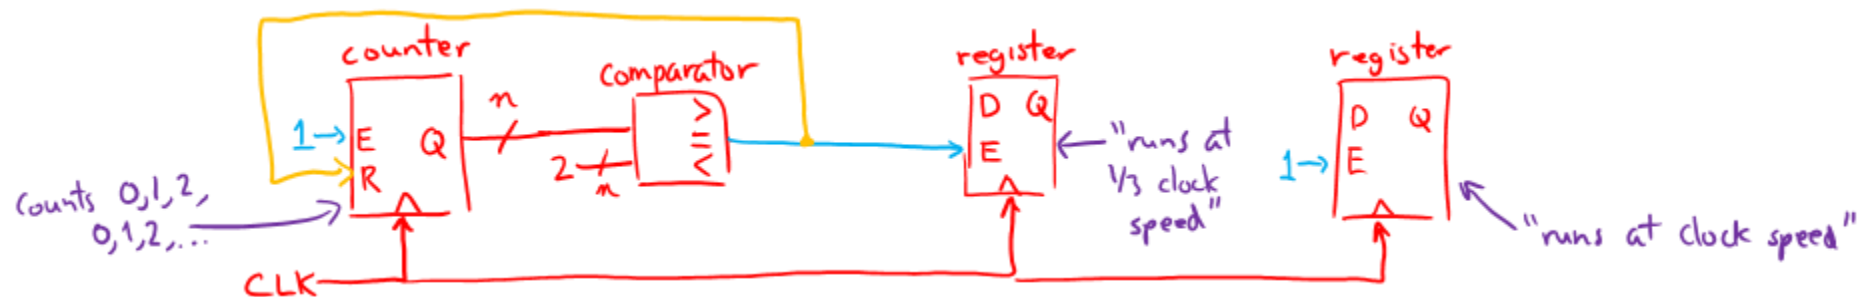 counter
comparator
register
register
n
>
=
<
D Q
E
D Q
E
1
E Q
R
2
n
1
"runs at
1/3 clock
speed"
counts 0,1,2,
0,1,2,...
"runs at clock speed"
CLK